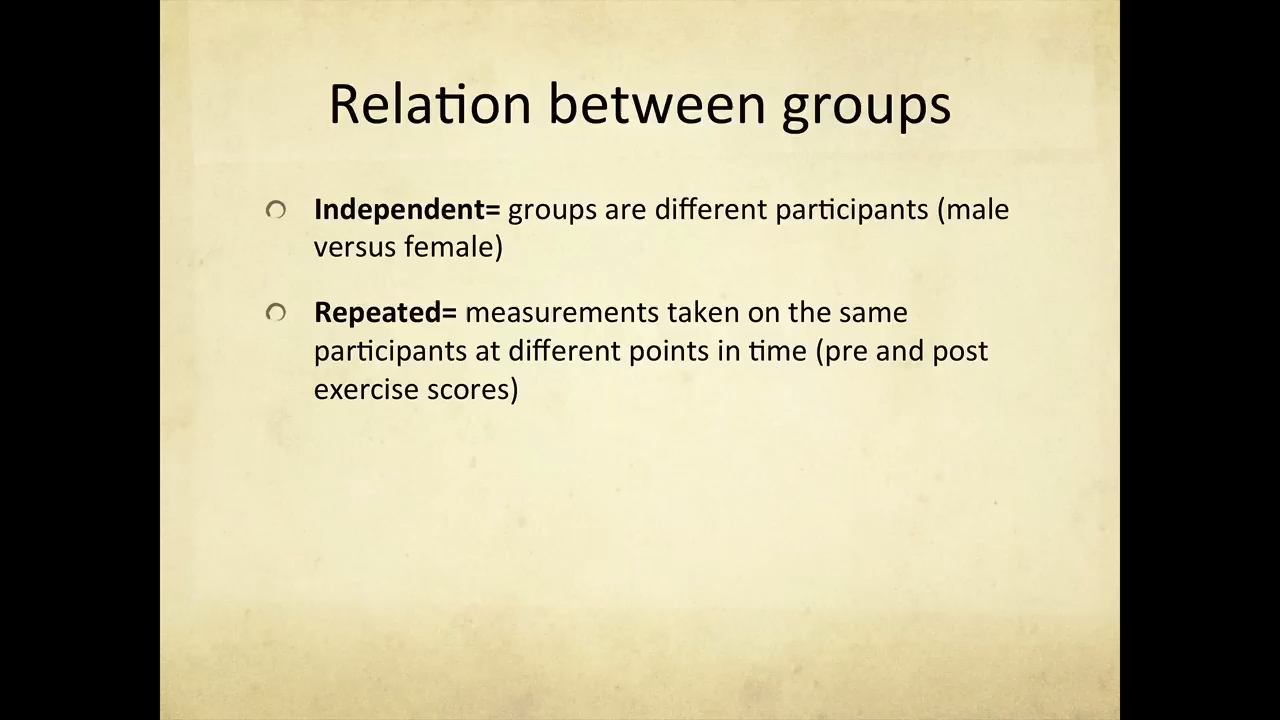 Relation between groups
Independent= groups are different participants (male
versus female)
Repeated= measurements taken on the same
participants at different points in time (pre and post
exercise scores)